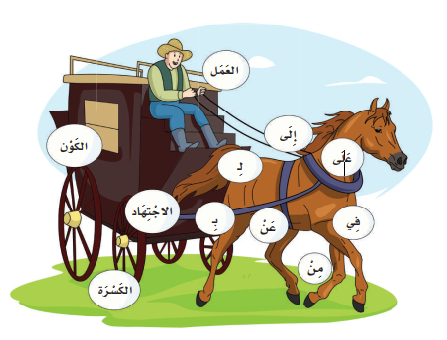 العَمَل
إِلَى
عَلَى
الكَوْن
لِـ
الاجْتِهَاد
بِـ
عَنْ
فِي
مِنْ
الكَسْرَة